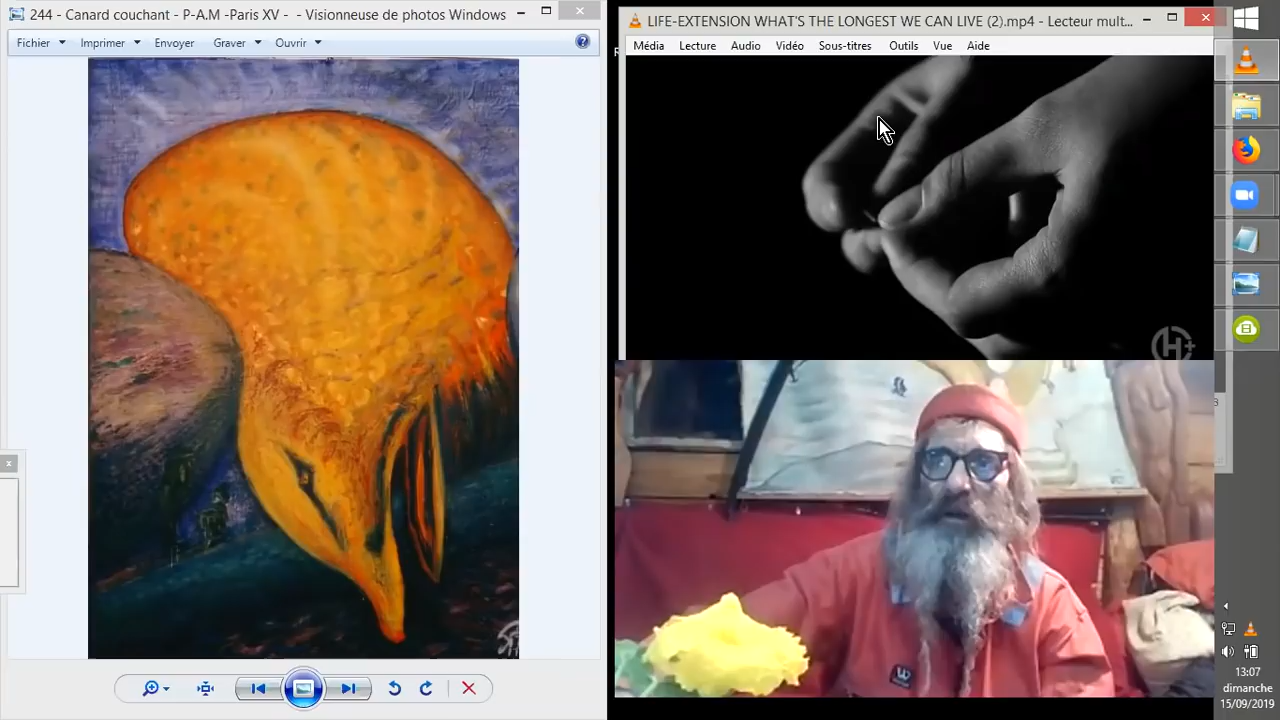 244 - Canard couchant - P-A-M -Paris XV - - Visionneus de photos Windows
Fichier Imprimer Envoyer Graver Ouvrir
LIFE-EXTENSION WHAT'S THE LONGEST WE CAN LIVE (2).mp4 - Lecteur mult...
Média Lecture Audio Vidéo Sous-titres Outils Vue Aide
H+
W
13:07
dimanche
15/09/2019